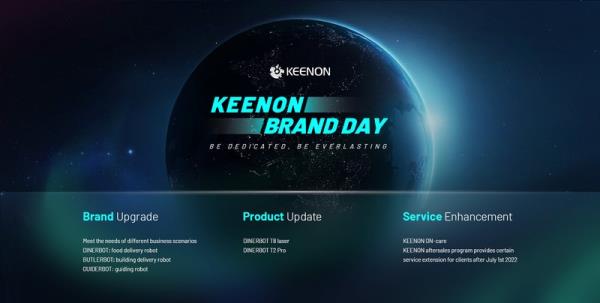 KEENON
KEENON
BRAND DAY
BE DEDICATED, BE EVERLASTING
Brand Upgrade
Meet the needs of different business scenarios
DINERBOT: food delivery robot
BUTLERBOT: building delivery robot
GUIDERBOT: guiding robot
Product Update
DINERBOT T8 laser
DINERBOT T2 Pro
Service Enhancement
KEENON ON-care
KEENON aftersales program provides certain
service extension for clients after July 1st 2022